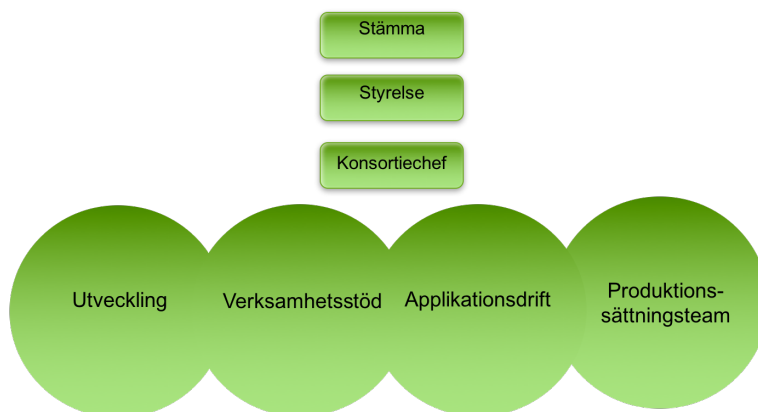 Stämma
Styrelse
Konsortiechef
Utveckling
Verksamhetsstöd
Applikationsdrift
Produktions-
sättningsteam